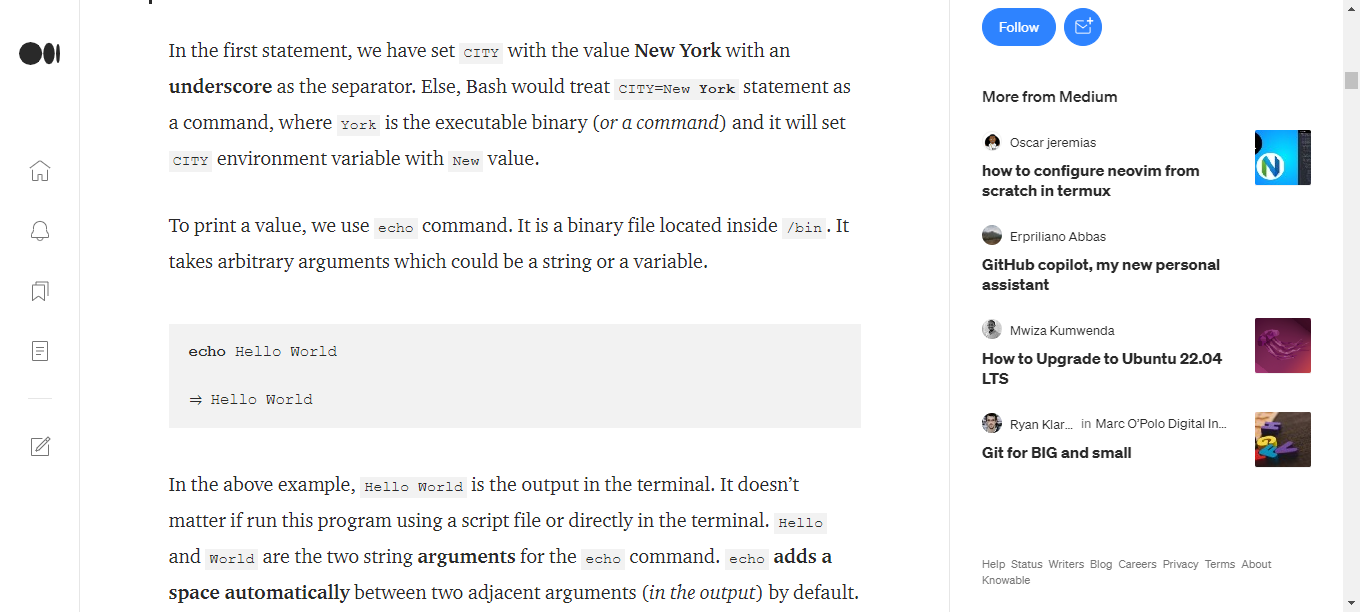 In the first statement, we have set CITY with the value New York with an
underscore as the separator. Else, Bash would treat CITY=New York statement as
a command, where York is the executable binary (or a command) and it will set
CITY environment variable with New value.
To print a value, we use echo command. It is a binary file located inside /bin. It
takes arbitrary arguments which could be a string or a variable.
echo Hello World
⇒ Hello World
In the above example, Hello World is the output in the terminal. It doesn’t
matter if run this program using a script file or directly in the terminal. Hello
and World are the two string arguments for the echo command. echo adds a
space automatically between two adjacent arguments (in the output) by default.
Follow
More from Medium
Oscar jeremias
how to configure neovim from
scratch in termux
Erpriliano Abbas
GitHub copilot, my new personal
assistant
Mwiza Kumwenda
How to Upgrade to Ubuntu 22.04
LTS
Ryan Klar... in Marc O’Polo Digital In...
Git for BIG and small
Help Status Writers Blog Careers Privacy Terms About
Knowable